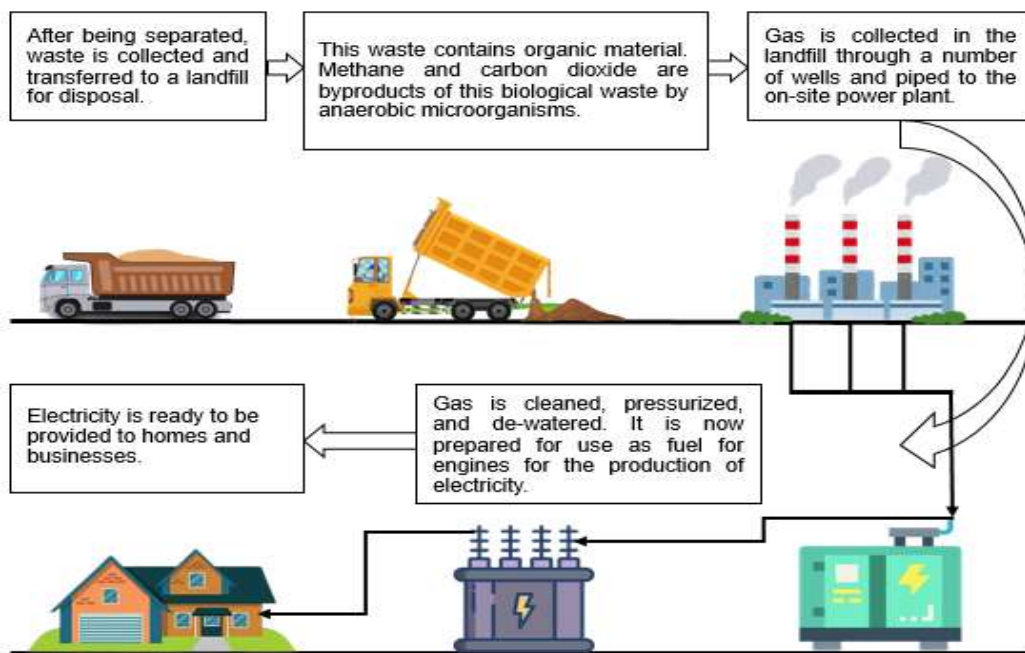 After being separated,
waste is collected and
transferred to a landfill
for disposal.
This waste contains organic material.
Methane and carbon dioxide are
byproducts of this biological waste by
anaerobic microorganisms.
Gas is collected in the
landfill through a number
of wells and piped to the
on-site power plant.
Gas is cleaned, pressurized,
and de-watered. It is now
prepared for use as fuel for
engines for the production of
electricity.
Electricity is ready to be
provided to homes and
businesses.